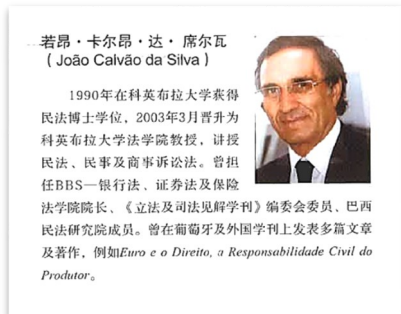 若昂·卡尔昂·达·席尔瓦
（João Calvão da Silva）
1990年在科英布拉大学获得
民法博士学位，2003年3月晋升为
科英布拉大学法学院教授，讲授
民法、民事及商事诉讼法。曾担
任BBS—银行法、证券法及保险
法学院院长、《立法及司法见解学刊》编委会委员、巴西
民法研究院成员。曾在葡萄牙及外国学刊上发表多篇文章
及著作，例如Euro e o Direito, a Responsabilidade Civil do
Produtor。